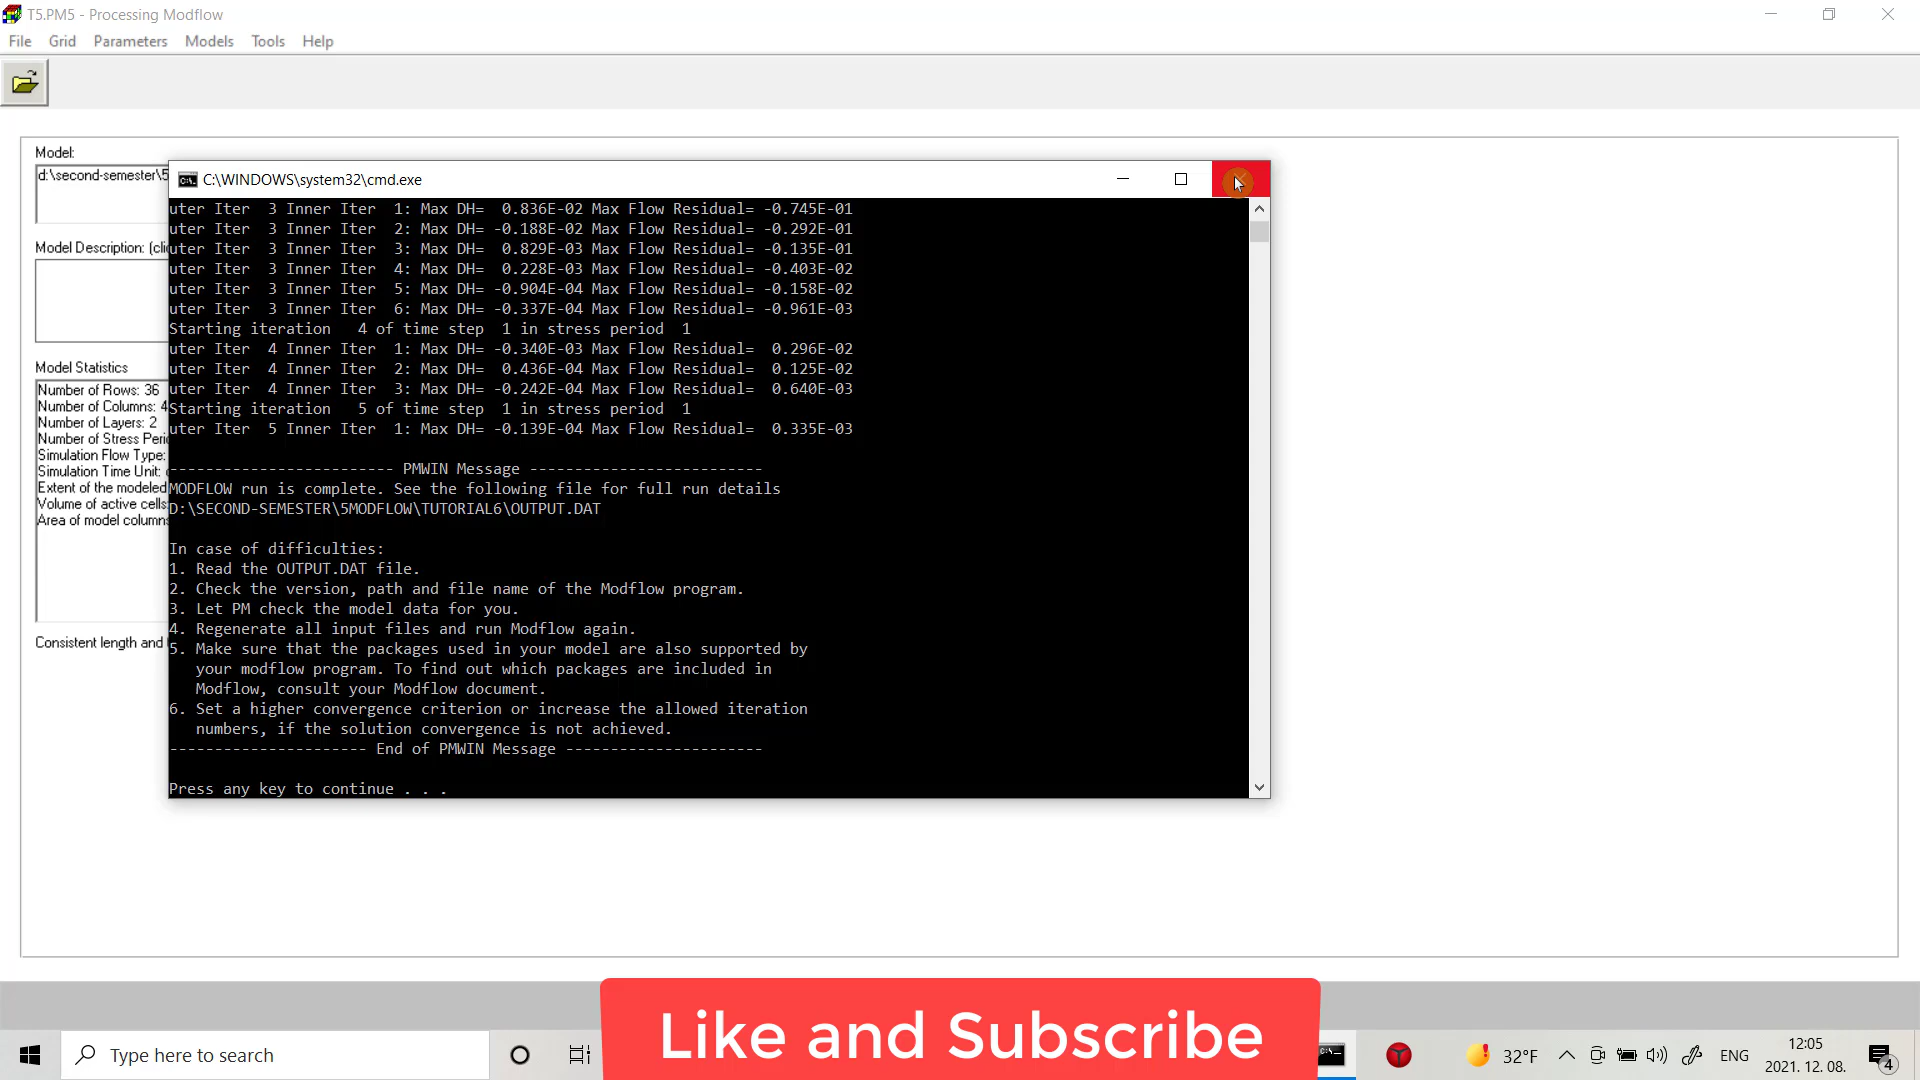 T5.PM5 - Processing Modflow
File Grid Parameters Models Tools Help
Model:
d:\second-semester\5
Model Description: (cli
Model Statistics
Number of Rows: 36
Number of Columns: 4
Number of Layers: 2
Number of Stress Peri
Simulation Flow Type:
Simulation Time Unit:
Extent of the modeled
Volume of active cells
Area of model column
Consistent length and
C:\WINDOWS\system32\cmd.exe
uter Iter  3 Inner Iter  1: Max DH=  0.836E-02 Max Flow Residual= -0.745E-01
uter Iter  3 Inner Iter  2: Max DH= -0.188E-02 Max Flow Residual= -0.292E-01
uter Iter  3 Inner Iter  3: Max DH=  0.829E-03 Max Flow Residual= -0.135E-01
uter Iter  3 Inner Iter  4: Max DH=  0.228E-03 Max Flow Residual= -0.403E-02
uter Iter  3 Inner Iter  5: Max DH= -0.904E-04 Max Flow Residual= -0.158E-02
uter Iter  3 Inner Iter  6: Max DH= -0.337E-04 Max Flow Residual= -0.961E-03
Starting iteration   4 of time step  1 in stress period  1
uter Iter  4 Inner Iter  1: Max DH= -0.340E-03 Max Flow Residual=  0.296E-02
uter Iter  4 Inner Iter  2: Max DH=  0.436E-04 Max Flow Residual=  0.125E-02
uter Iter  4 Inner Iter  3: Max DH= -0.242E-04 Max Flow Residual=  0.640E-03
Starting iteration   5 of time step  1 in stress period  1
uter Iter  5 Inner Iter  1: Max DH= -0.139E-04 Max Flow Residual=  0.335E-03
------------------------- PMWIN Message --------------------------
MODFLOW run is complete. See the following file for full run details
D:\SECOND-SEMESTER\5MODFLOW\TUTORIAL6\OUTPUT.DAT
In case of difficulties:
1. Read the OUTPUT.DAT file.
2. Check the version, path and file name of the Modflow program.
3. Let PM check the model data for you.
4. Regenerate all input files and run Modflow again.
5. Make sure that the packages used in your model are also supported by
your modflow program. To find out which packages are included in
Modflow, consult your Modflow document.
6. Set a higher convergence criterion or increase the allowed iteration
numbers, if the solution convergence is not achieved.
---------------------- End of PMWIN Message ----------------------
Press any key to continue . . .
Like and Subscribe
Type here to search
32°F
ENG
12:05
2021. 12. 08.
4